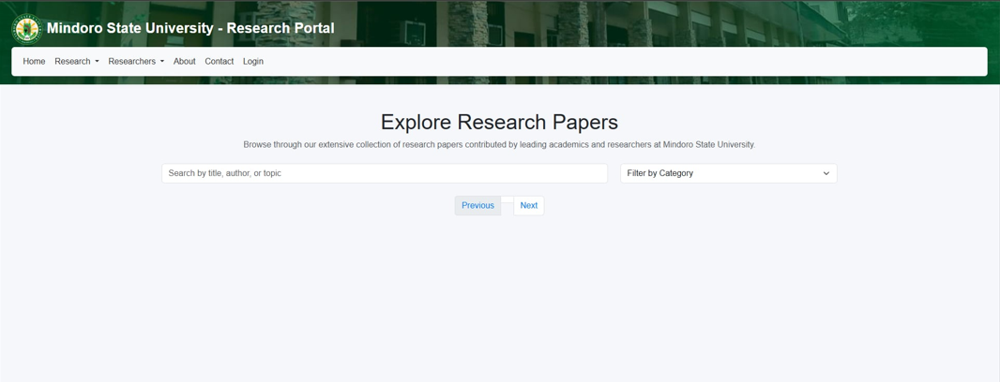 Mindoro State University - Research Portal
Home Research Researchers About Contact Login
Explore Research Papers
Browse through our extensive collection of research papers contributed by leading academics and researchers at Mindoro State University.
Search by title, author, or topic Filter by Category
Previous Next